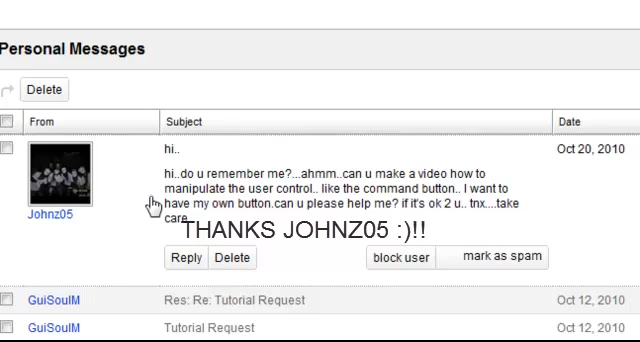 Personal Messages
Delete
From Subject Date
hi.. Oct 20, 2010
hi..do u remember me?...ahmm..can u make a video how to
manipulate the user control.. like the command button.. I want to
have my own button.can u please help me? if it's ok 2 u.. tnx....take
care
Johnz05
THANKS JOHNZ05 :)!!
Reply Delete block user mark as spam
GuiSoulM Res: Re: Tutorial Request Oct 12, 2010
GuiSoulM Tutorial Request Oct 12, 2010